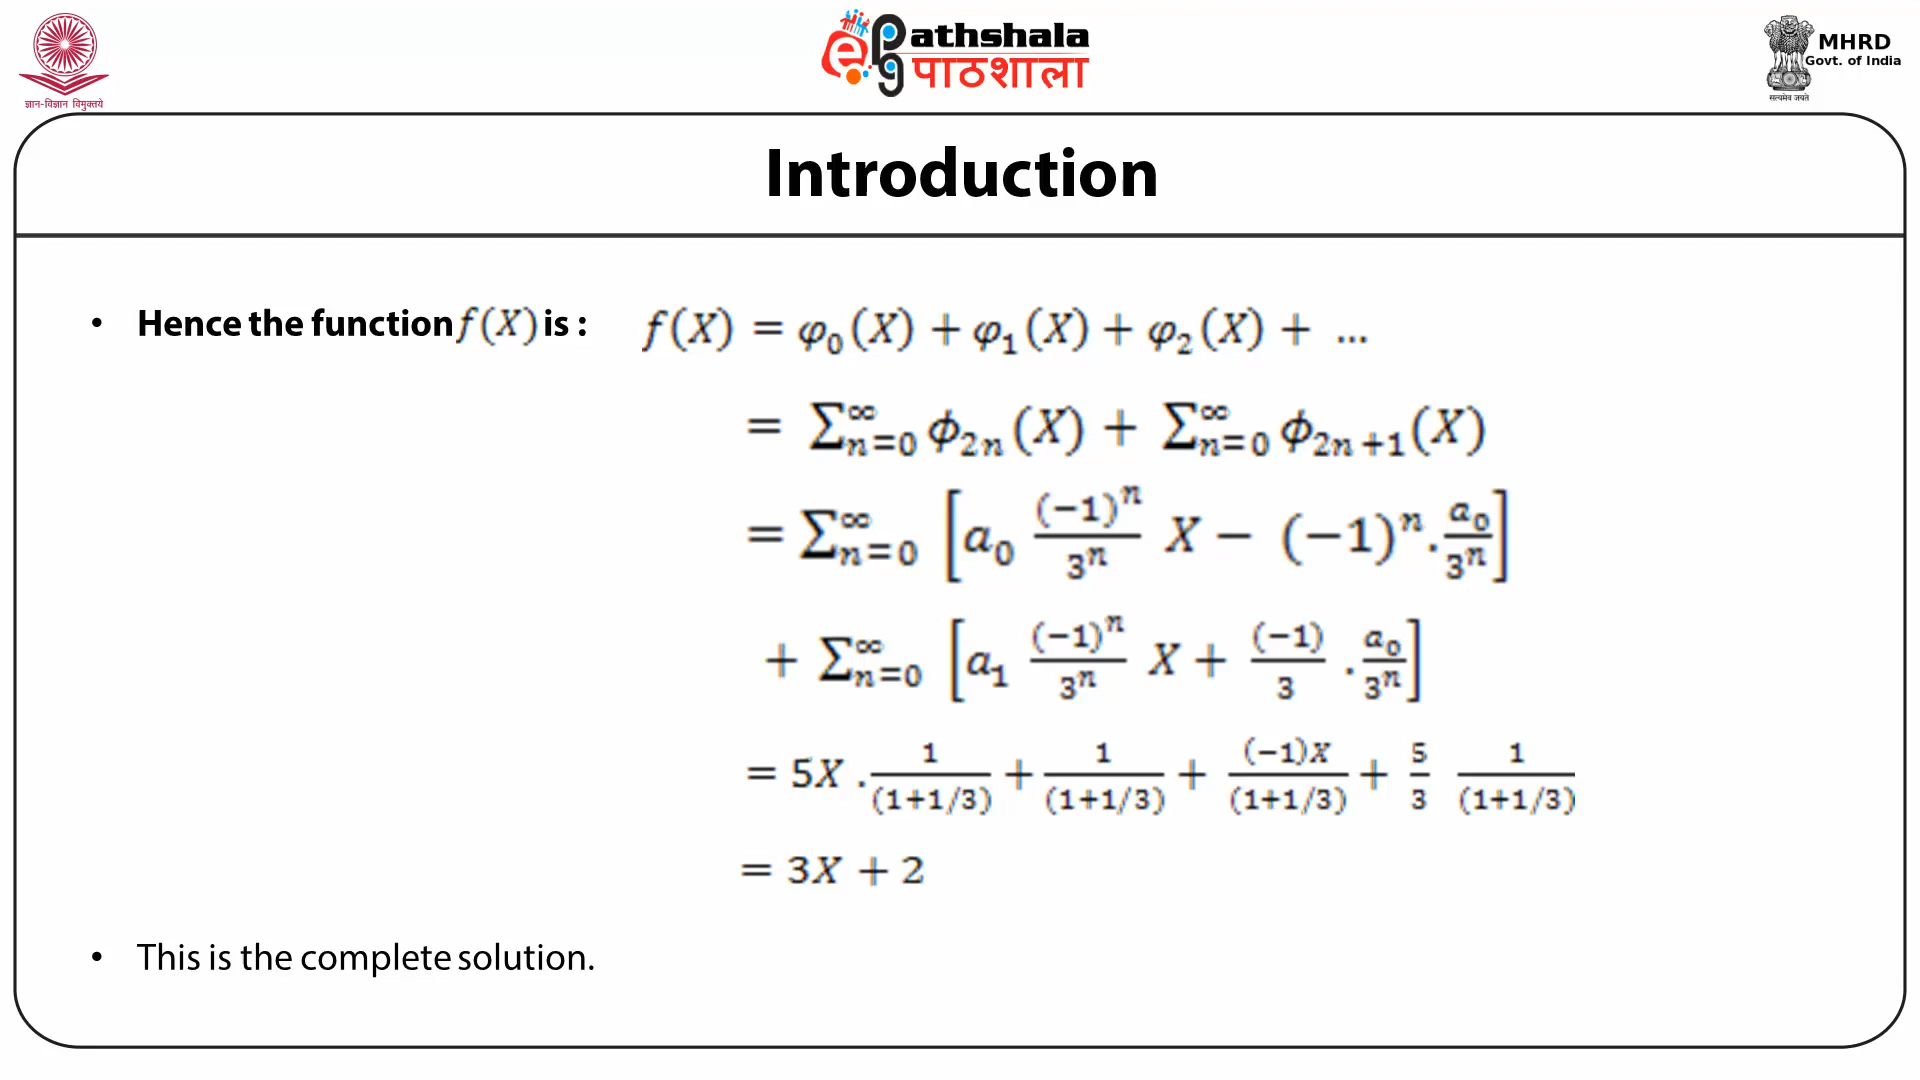 ज्ञान-विज्ञान विमुक्तये
ePathshala
पाठशाला
सत्यमेव जयते
MHRD
Govt. of India
Introduction
• Hence the function f(X) is : f(X) = φ₀(X) + φ₁(X) + φ₂(X) + ...
= ∑ₙ₌₀^∞ ϕ₂ₙ(X) + ∑ₙ₌₀^∞ ϕ₂ₙ₊₁(X)
= ∑ₙ₌₀^∞ [a₀ (−1)ⁿ/3ⁿ X − (−1)ⁿ . a₀/3ⁿ]
+ ∑ₙ₌₀^∞ [a₁ (−1)ⁿ/3ⁿ X + (−1)/3 . a₀/3ⁿ]
= 5X . 1/(1+1/3) + 1/(1+1/3) + (−1)X/(1+1/3) + 5/3 1/(1+1/3)
= 3X + 2
• This is the complete solution.